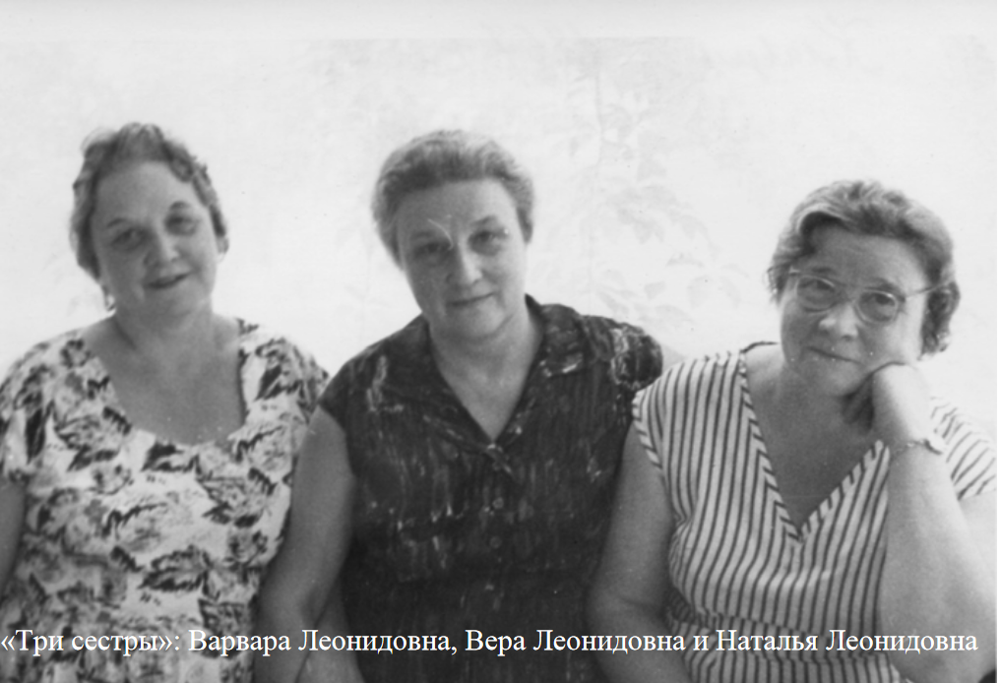 «Три сестры»: Варвара Леонидовна, Вера Леонидовна и Наталья Леонидовна